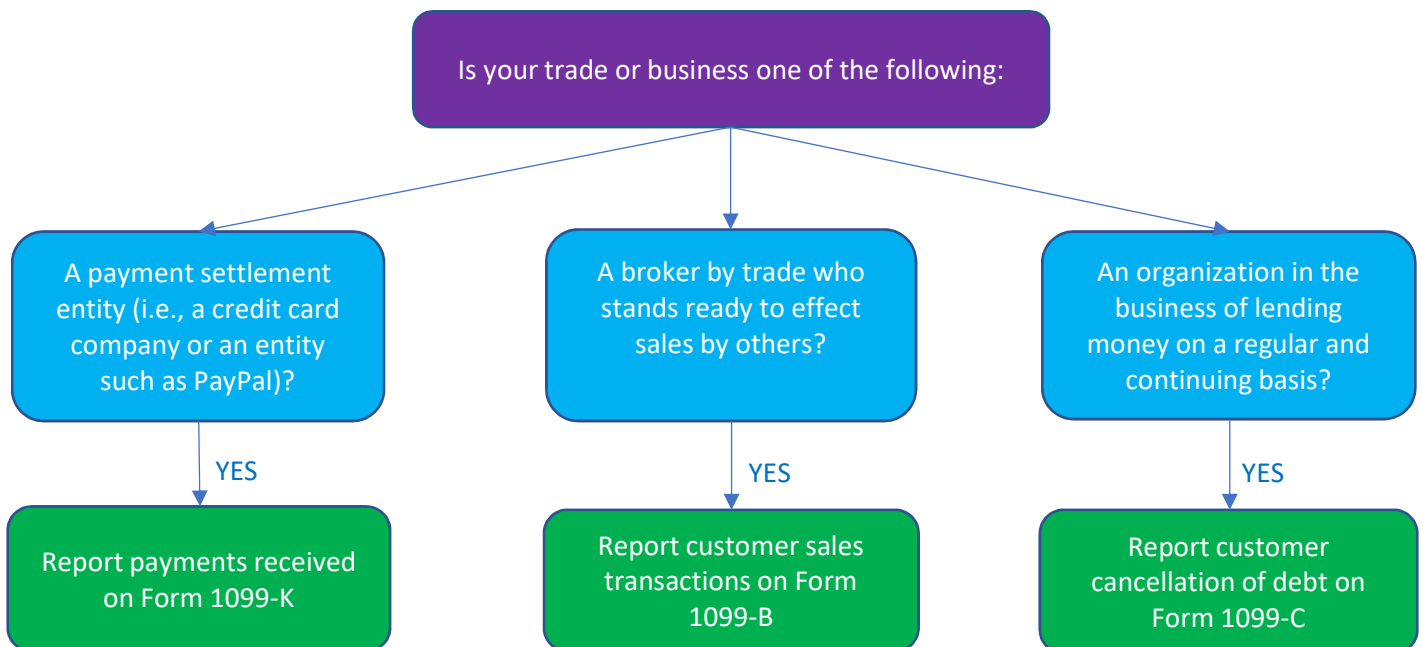 Is your trade or business one of the following:
A payment settlement
entity (i.e., a credit card
company or an entity
such as PayPal)?
A broker by trade who
stands ready to effect
sales by others?
An organization in the
business of lending
money on a regular and
continuing basis?
YES
YES
YES
Report payments received
on Form 1099-K
Report customer sales
transactions on Form
1099-B
Report customer
cancellation of debt on
Form 1099-C